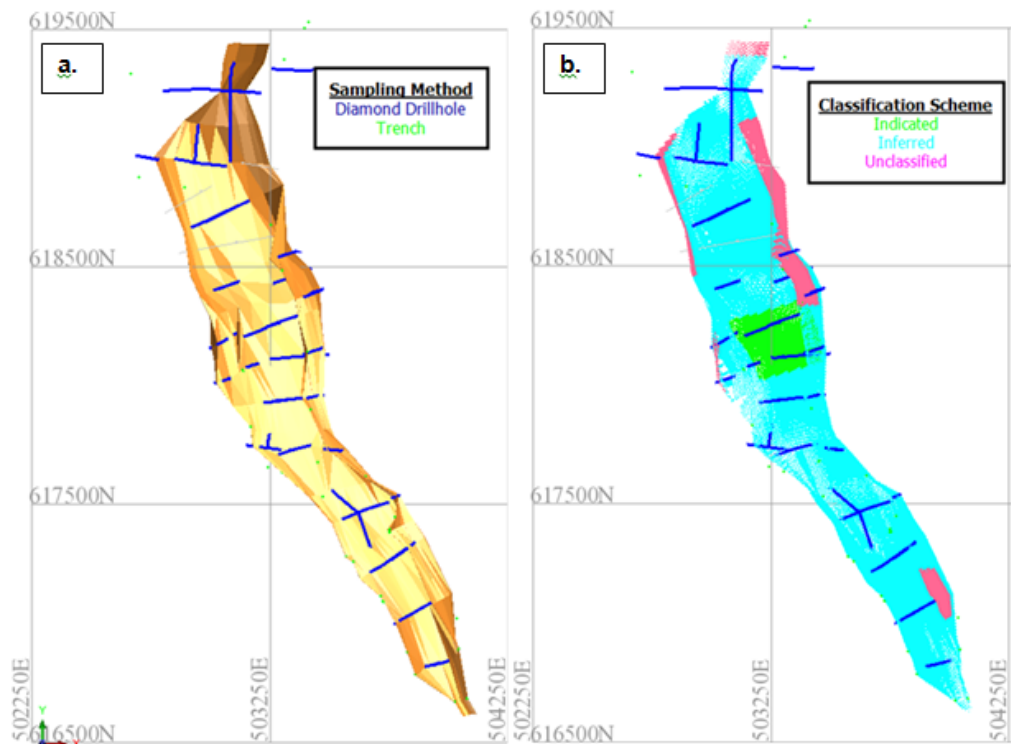 619500N
a.
Sampling Method
Diamond Drillhole
Trench
618500N
617500N
502250E
503250E
504250E
616500N
Y
X
619500N
b.
Classification Scheme
Indicated
Inferred
Unclassified
618500N
617500N
502250E
503250E
504250E
616500N